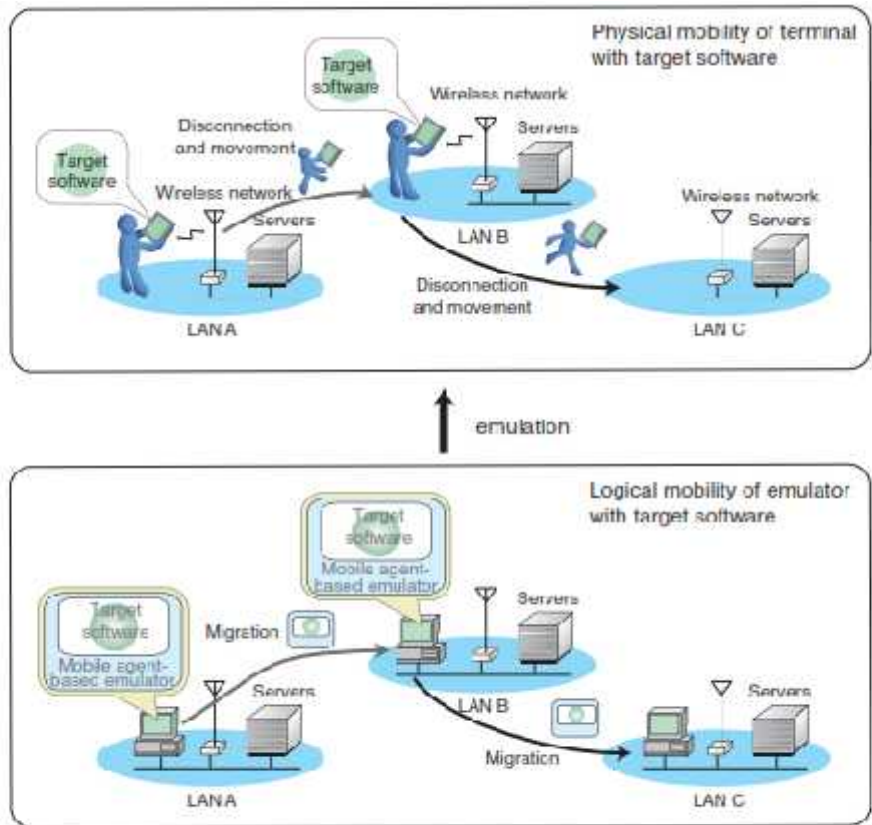 Physical mobility of terminal
with target software
Target
software
Wireless network
Servers
Disconnection
and movement
Target
software
Wireless network
Servers
LAN A
LAN B
Wireless network
Servers
Disconnection
and movement
LAN C
emulation
Logical mobility of emulator
with target software
Target
software
Mobile agent-
based emulator
Servers
Migration
Target
software
Mobile agent-
based emulator
Servers
LAN A
LAN B
Servers
Migration
LAN C